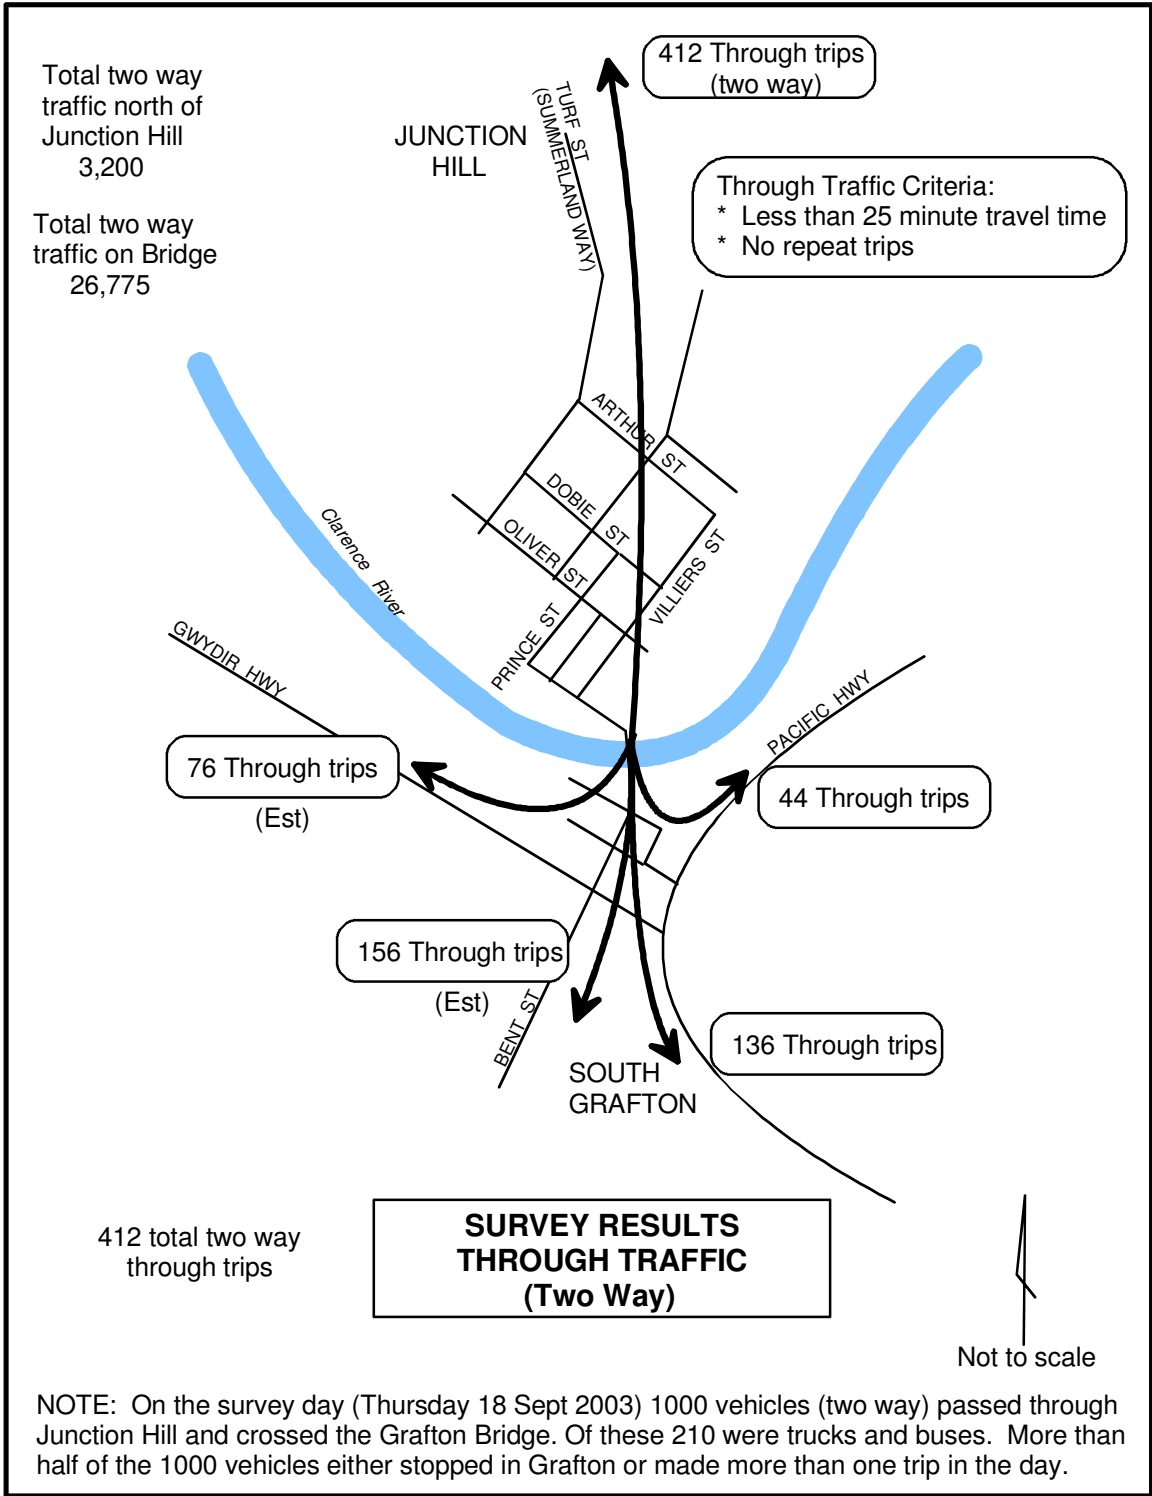 412 Through trips
(two way)
Total two way
traffic north of
Junction Hill
3,200
TURF ST
(SUMMERLAND WAY)
JUNCTION
HILL
Through Traffic Criteria:
* Less than 25 minute travel time
* No repeat trips
Total two way
traffic on Bridge
26,775
ARTHUR ST
DOBIE ST
OLIVER ST
Clarence River
VILLIERS ST
PRINCE ST
GWYDIR HWY
PACIFIC HWY
76 Through trips
(Est)
44 Through trips
156 Through trips
(Est)
BENT ST
136 Through trips
SOUTH
GRAFTON
412 total two way
through trips
SURVEY RESULTS
THROUGH TRAFFIC
(Two Way)
Not to scale
NOTE: On the survey day (Thursday 18 Sept 2003) 1000 vehicles (two way) passed through
Junction Hill and crossed the Grafton Bridge. Of these 210 were trucks and buses. More than
half of the 1000 vehicles either stopped in Grafton or made more than one trip in the day.